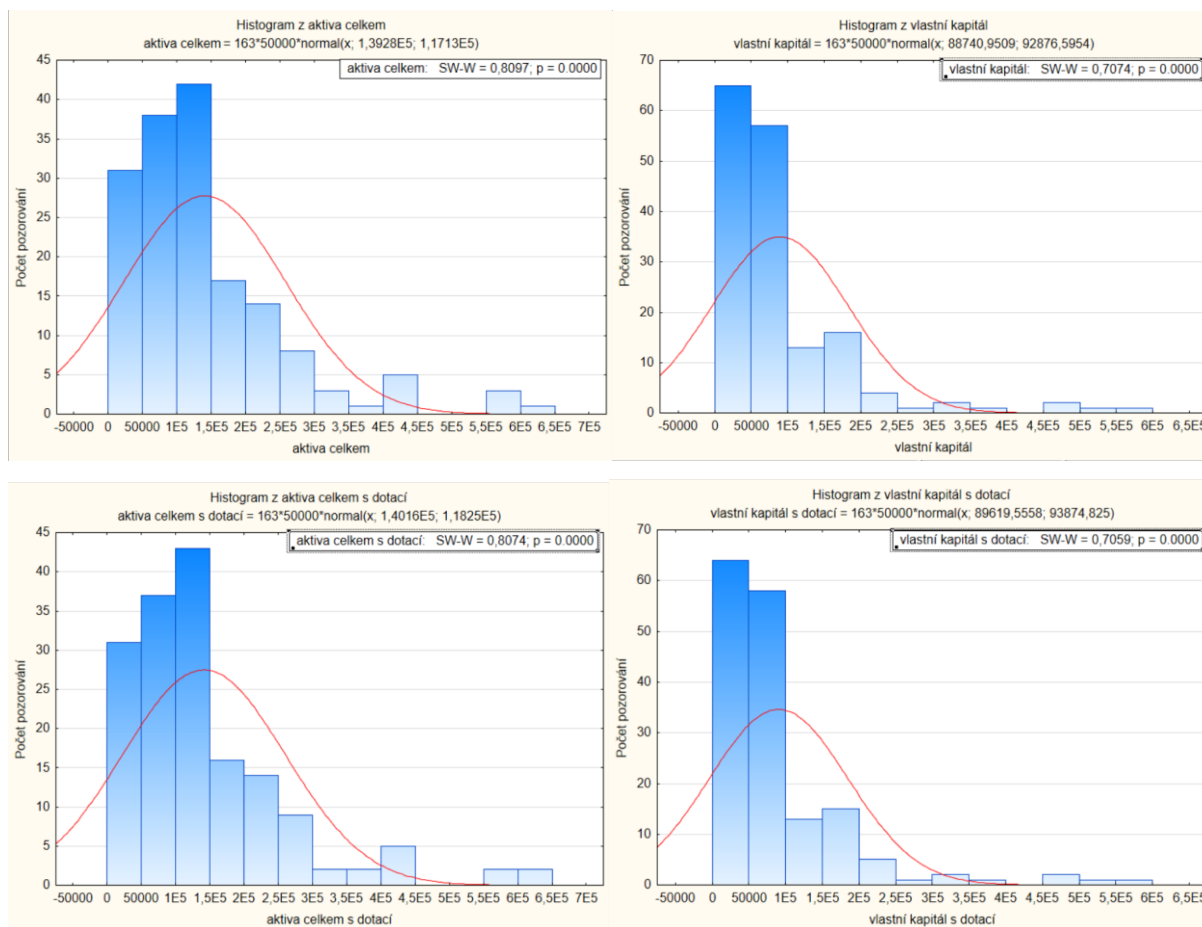 Histogram z aktiva celkem
aktiva celkem = 163*50000*normal(x; 1,3928E5; 1,1713E5)
aktiva celkem: SW-W = 0,8097; p = 0.0000
45
40
35
30
25
20
15
10
5
0
Počet pozorování
-50000 0 50000 1E5 1,5E5 2E5 2,5E5 3E5 3,5E5 4E5 4,5E5 5E5 5,5E5 6E5 6,5E5 7E5
aktiva celkem
Histogram z vlastní kapitál
vlastní kapitál = 163*50000*normal(x; 88740,9509; 92876,5954)
vlastní kapitál: SW-W = 0,7074; p = 0.0000
70
60
50
40
30
20
10
0
Počet pozorování
-50000 0 50000 1E5 1,5E5 2E5 2,5E5 3E5 3,5E5 4E5 4,5E5 5E5 5,5E5 6E5 6,5E
vlastní kapitál
Histogram z aktiva celkem s dotací
aktiva celkem s dotací = 163*50000*normal(x; 1,4016E5; 1,1825E5)
aktiva celkem s dotací: SW-W = 0,8074; p = 0.0000
45
40
35
30
25
20
15
10
5
0
Počet pozorování
-50000 0 50000 1E5 1,5E5 2E5 2,5E5 3E5 3,5E5 4E5 4,5E5 5E5 5,5E5 6E5 6,5E5 7E5
aktiva celkem s dotací
Histogram z vlastní kapitál s dotací
vlastní kapitál s dotací = 163*50000*normal(x; 89619,5558; 93874,825)
vlastní kapitál s dotací: SW-W = 0,7059; p = 0.0000
70
60
50
40
30
20
10
0
Počet pozorování
-50000 0 50000 1E5 1,5E5 2E5 2,5E5 3E5 3,5E5 4E5 4,5E5 5E5 5,5E5 6E5 6,5E
vlastní kapitál s dotací